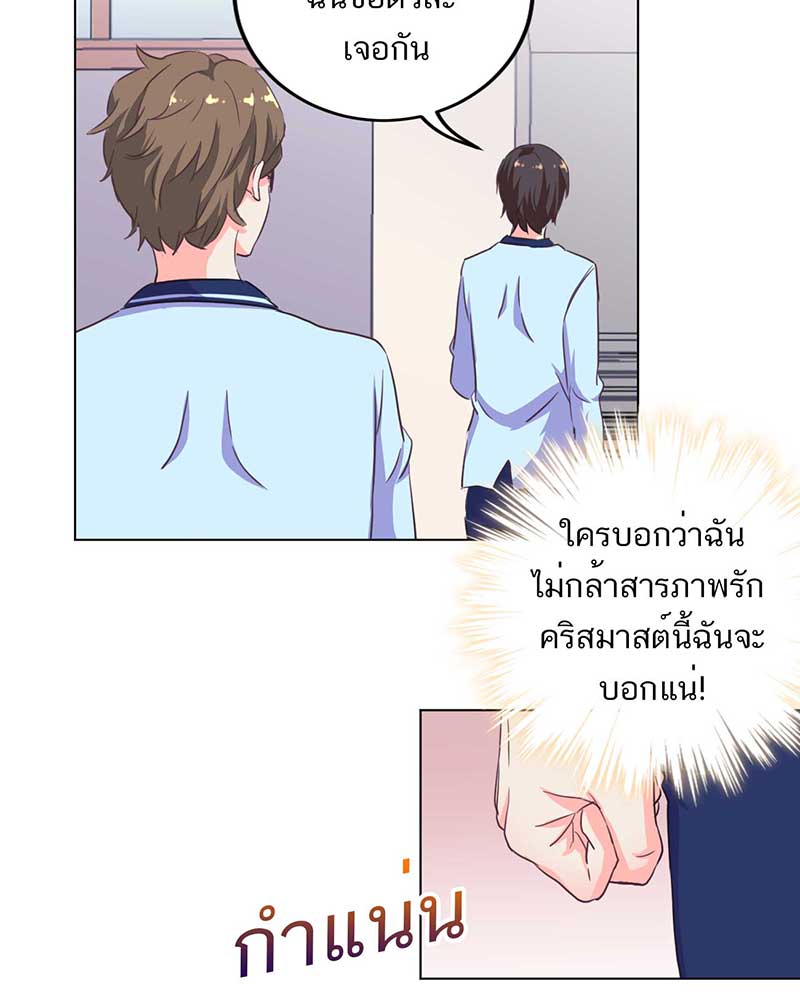 เจอกัน
ใครบอกว่าฉัน
ไม่กล้าสารภาพรัก
คริสมาสต์นี้ฉันจะ
บอกแน่!
กำแน่น